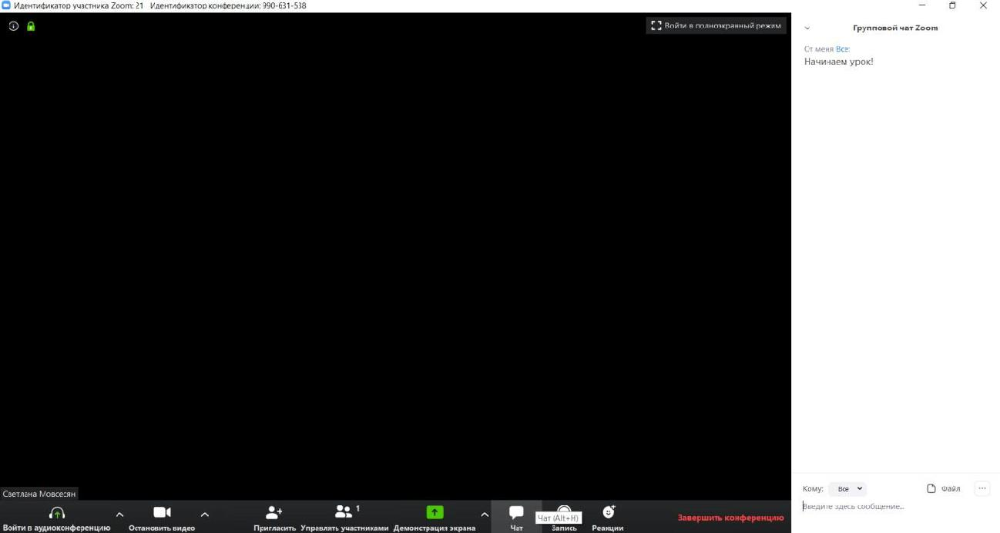 Идентификатор участника Zoom: 21 Идентификатор конференции: 990-631-538
Войти в полноэкранный режим
Групповой чат Zoom
От меня Все:
Начинаем урок!
Светлана Мовсесян
Кому: Все Файл ...
Введите здесь сообщение...
1
Чат (Alt+H)
Войти в аудиоконференцию Остановить видео Пригласить Управлять участниками Демонстрация экрана Чат Запись Реакции Завершить конференцию